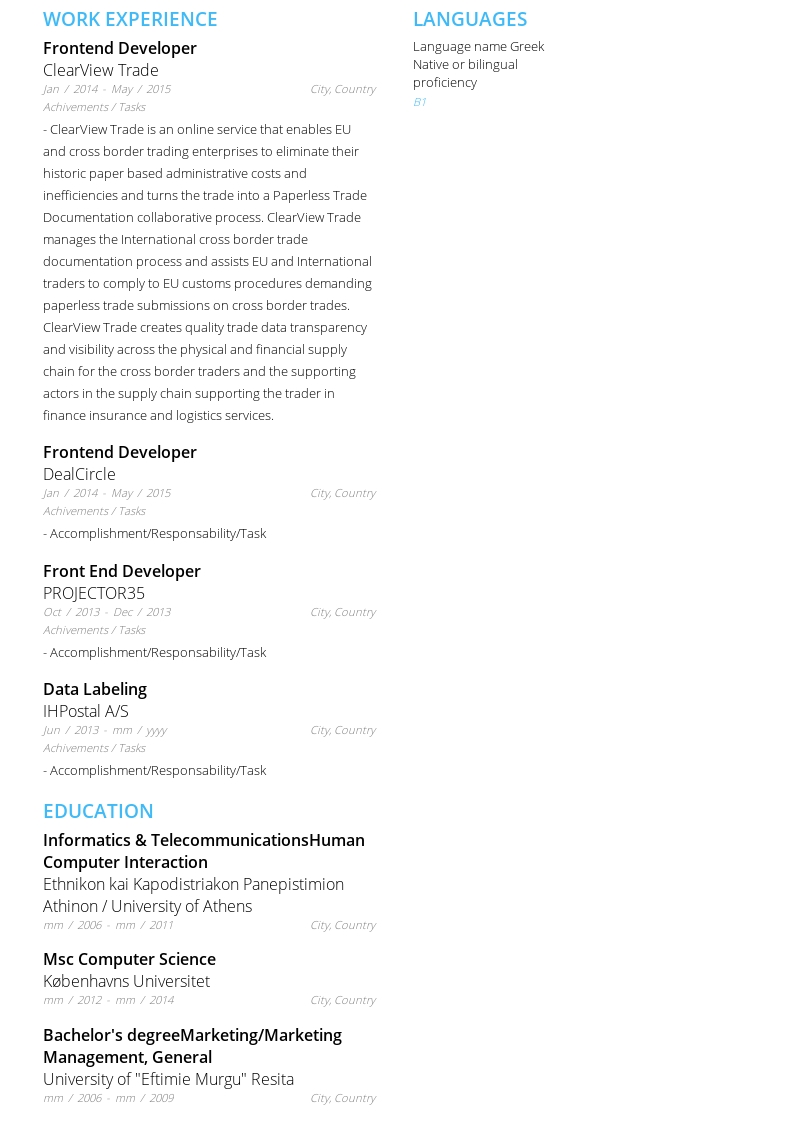 WORK EXPERIENCE
Frontend Developer
ClearView Trade
Jan / 2014 - May / 2015 City, Country
Achivements / Tasks
- ClearView Trade is an online service that enables EU
and cross border trading enterprises to eliminate their
historic paper based administrative costs and
inefficiencies and turns the trade into a Paperless Trade
Documentation collaborative process. ClearView Trade
manages the International cross border trade
documentation process and assists EU and International
traders to comply to EU customs procedures demanding
paperless trade submissions on cross border trades.
ClearView Trade creates quality trade data transparency
and visibility across the physical and financial supply
chain for the cross border traders and the supporting
actors in the supply chain supporting the trader in
finance insurance and logistics services.
Frontend Developer
DealCircle
Jan / 2014 - May / 2015 City, Country
Achivements / Tasks
- Accomplishment/Responsability/Task
Front End Developer
PROJECTOR35
Oct / 2013 - Dec / 2013 City, Country
Achivements / Tasks
- Accomplishment/Responsability/Task
Data Labeling
IHPostal A/S
Jun / 2013 - mm / yyyy City, Country
Achivements / Tasks
- Accomplishment/Responsability/Task
EDUCATION
Informatics & TelecommunicationsHuman
Computer Interaction
Ethnikon kai Kapodistriakon Panepistimion
Athinon / University of Athens
mm / 2006 - mm / 2011 City, Country
Msc Computer Science
Københavns Universitet
mm / 2012 - mm / 2014 City, Country
Bachelor's degreeMarketing/Marketing
Management, General
University of "Eftimie Murgu" Resita
mm / 2006 - mm / 2009 City, Country
LANGUAGES
Language name Greek
Native or bilingual
proficiency
B1